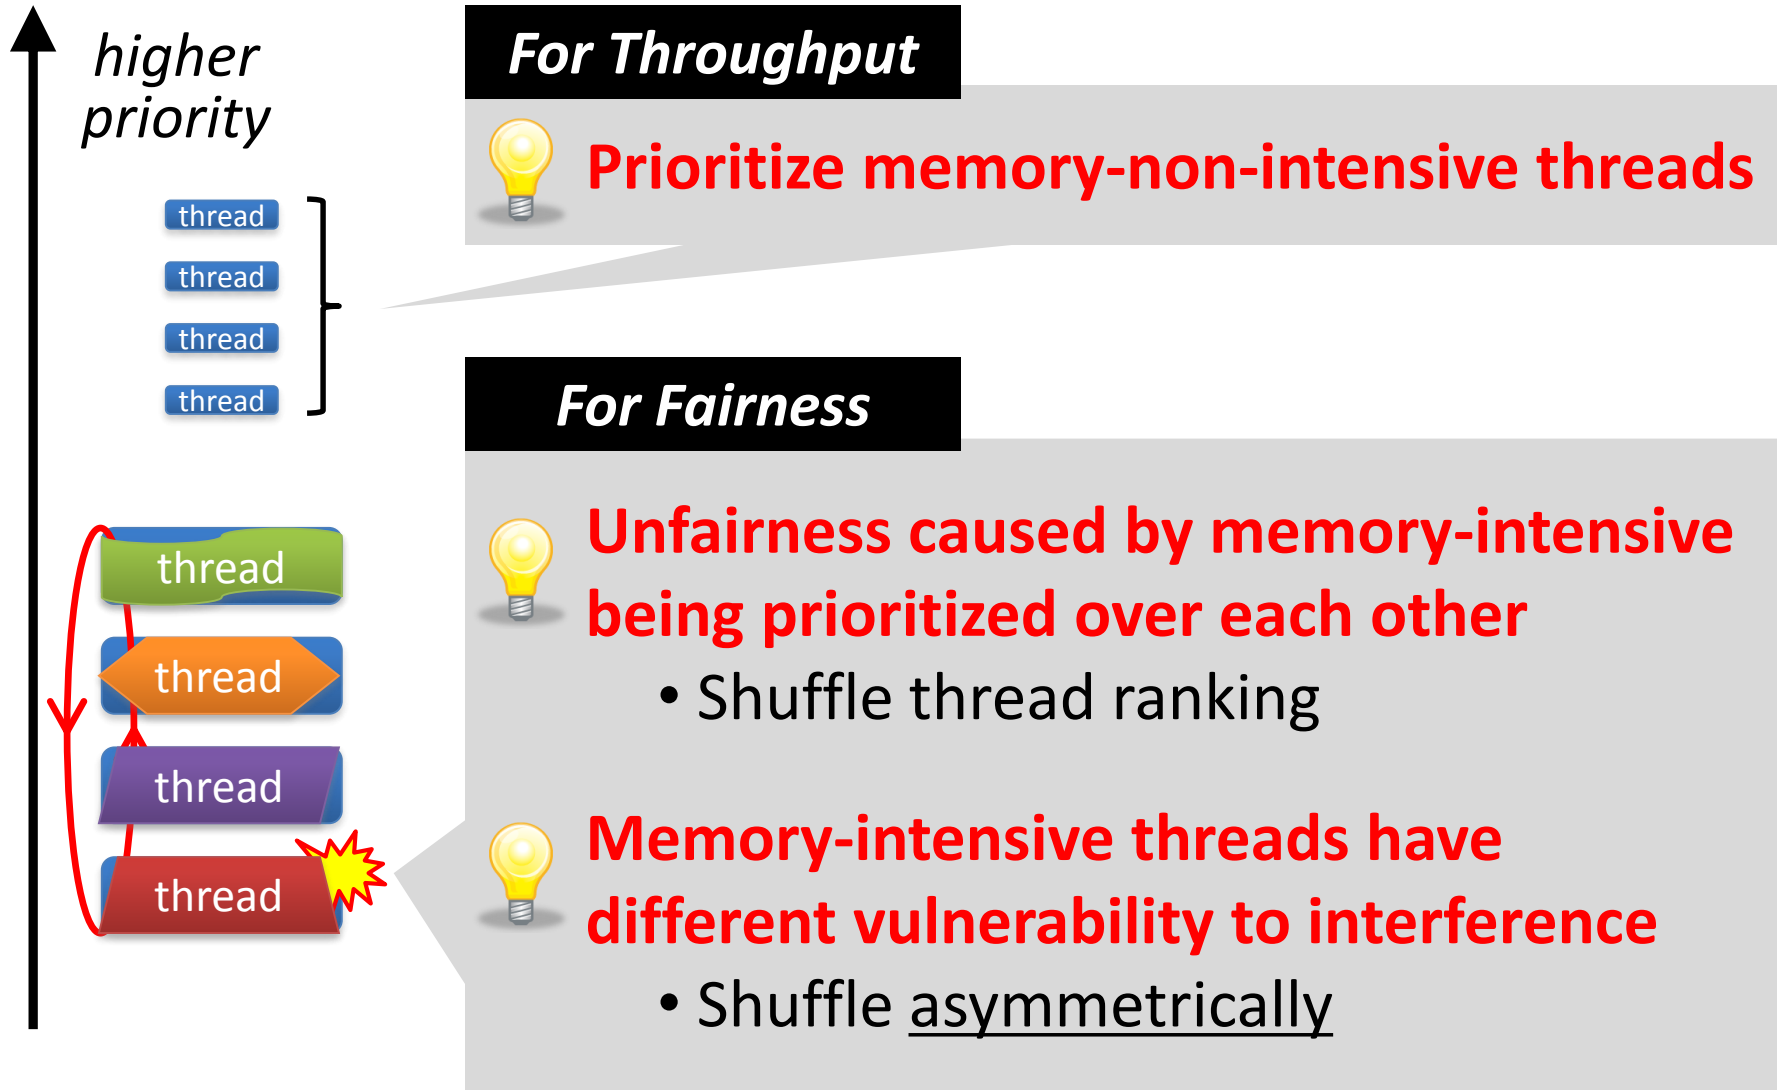 higher
priority
thread
thread
thread
thread
thread
thread
thread
thread
For Throughput
Prioritize memory-non-intensive threads
For Fairness
Unfairness caused by memory-intensive
being prioritized over each other
• Shuffle thread ranking
Memory-intensive threads have
different vulnerability to interference
• Shuffle asymmetrically